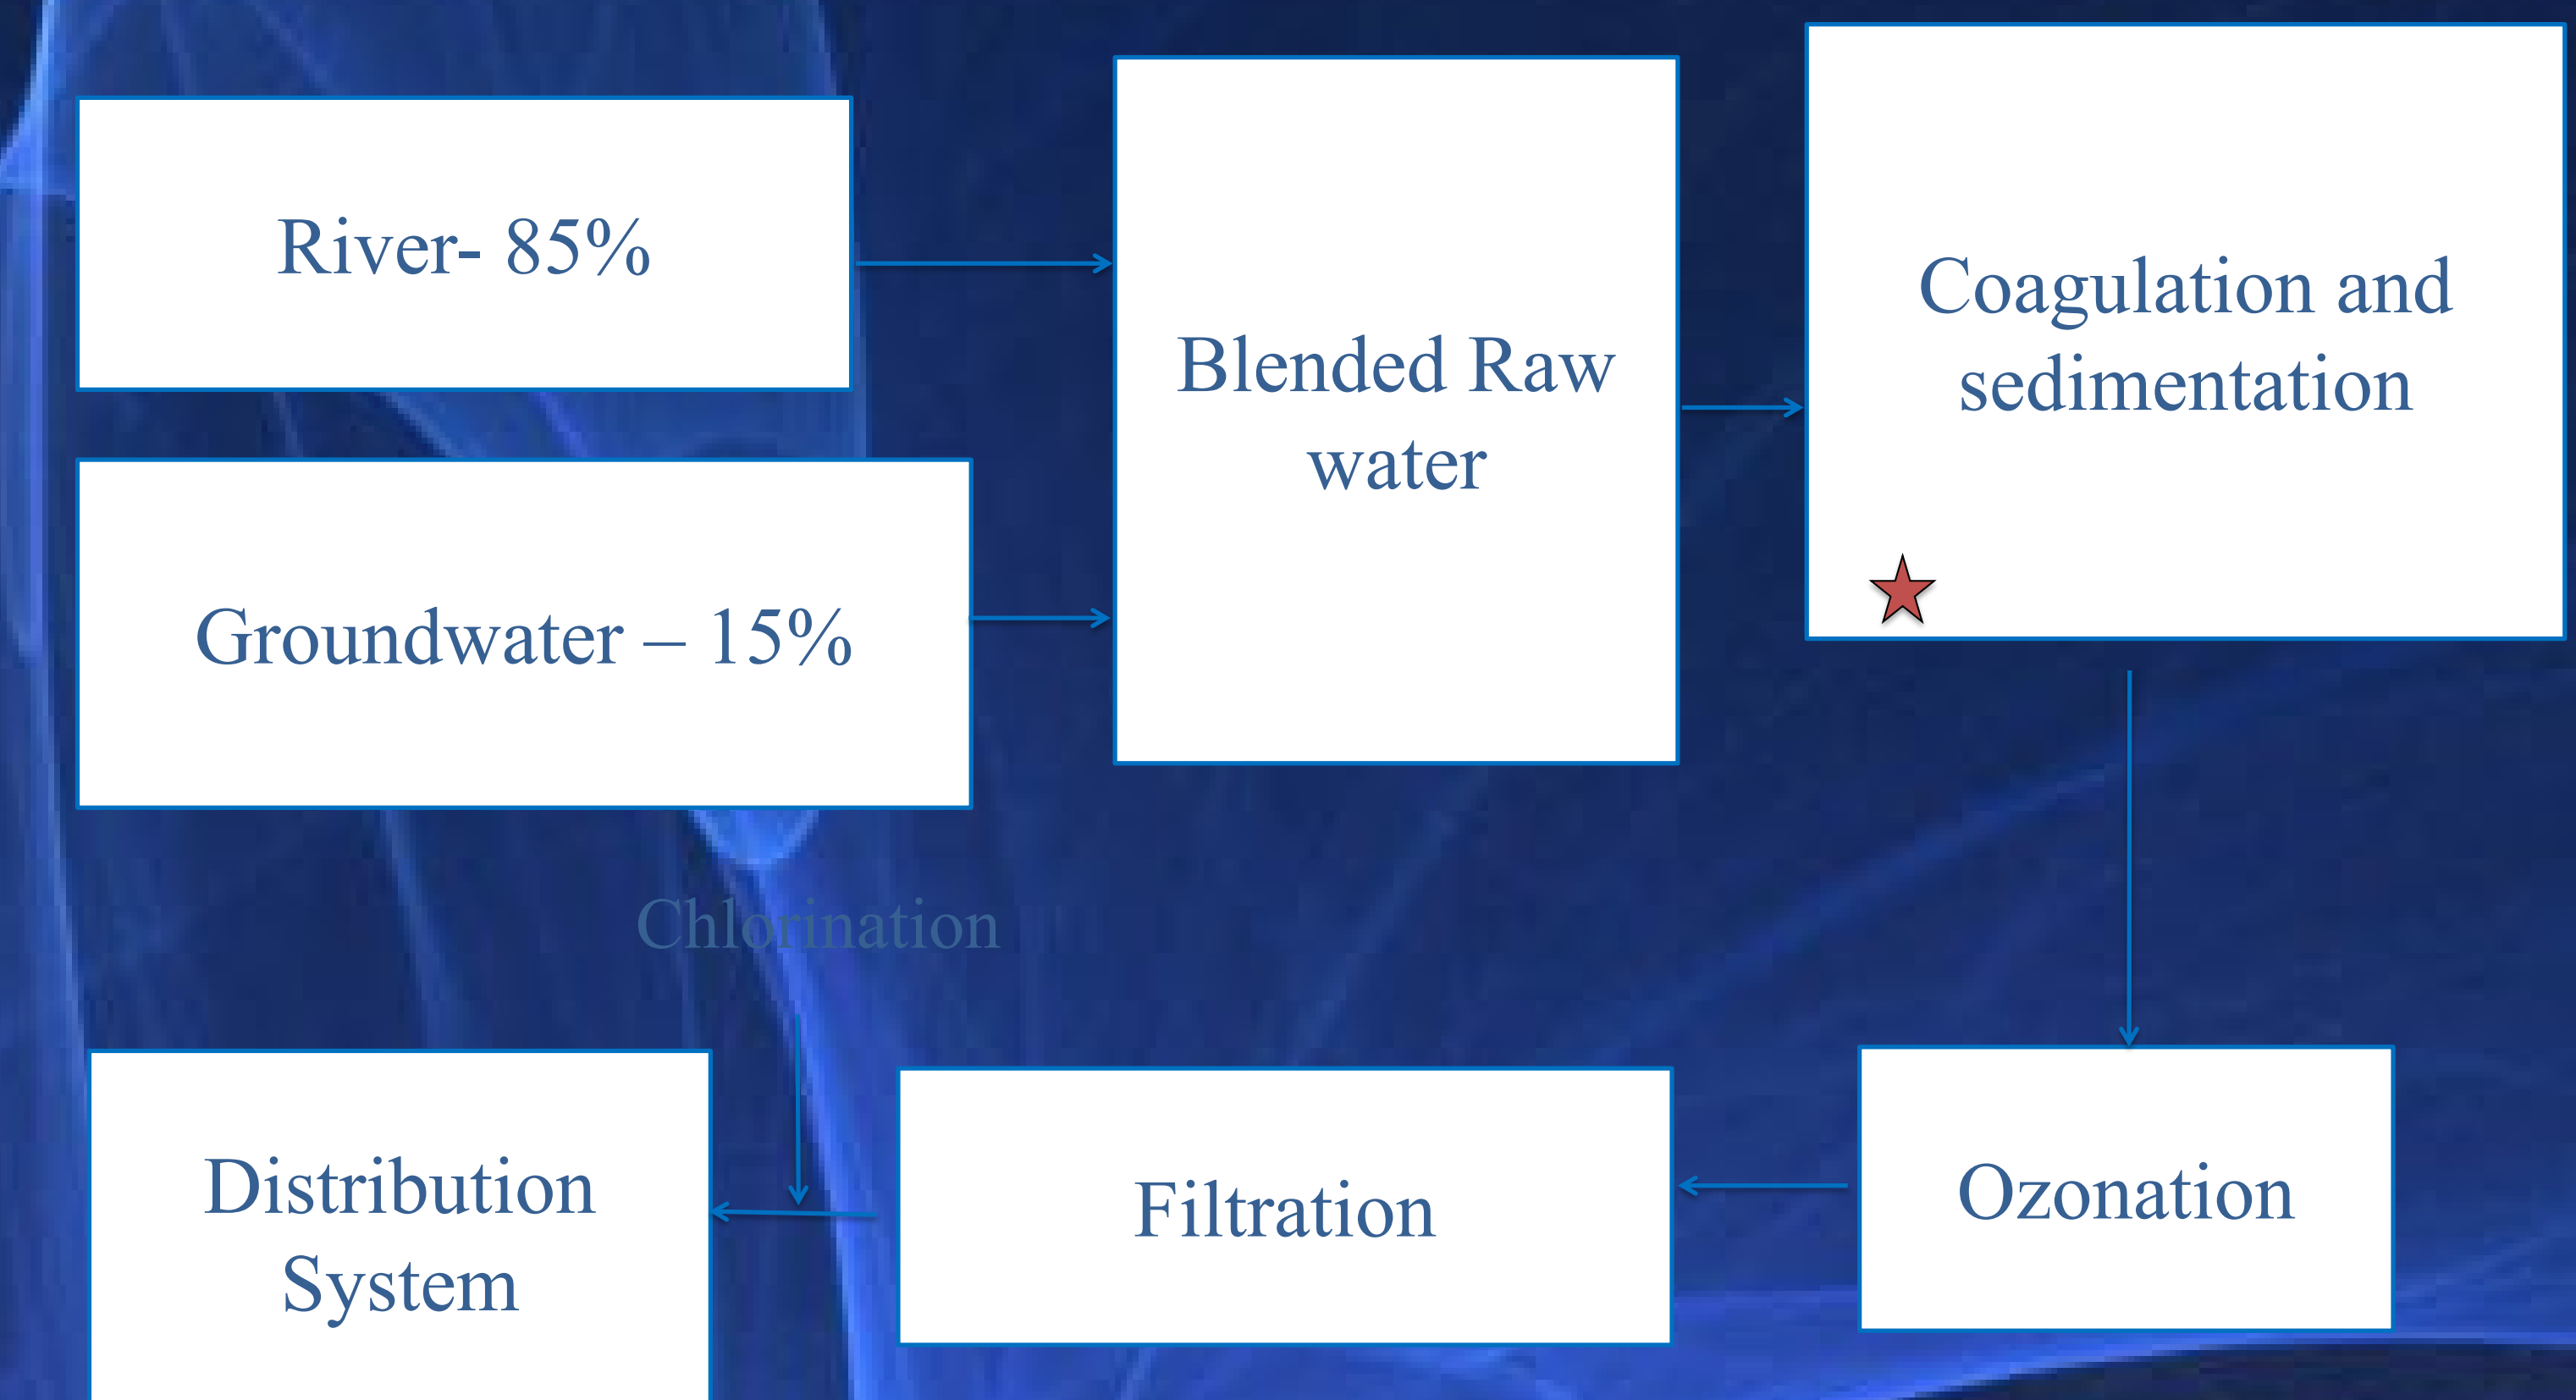 River- 85%
Groundwater – 15%
Blended Raw
water
Coagulation and
sedimentation
Chlorination
Distribution
System
Filtration
Ozonation